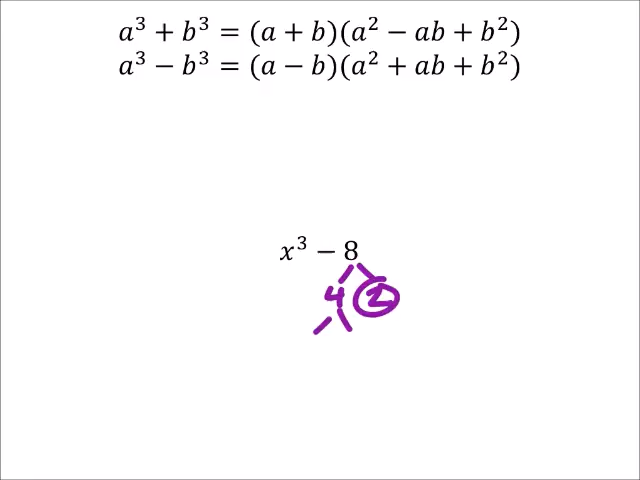 a³ + b³ = (a + b)(a² − ab + b²)
a³ − b³ = (a − b)(a² + ab + b²)
x³ − 8
4 2